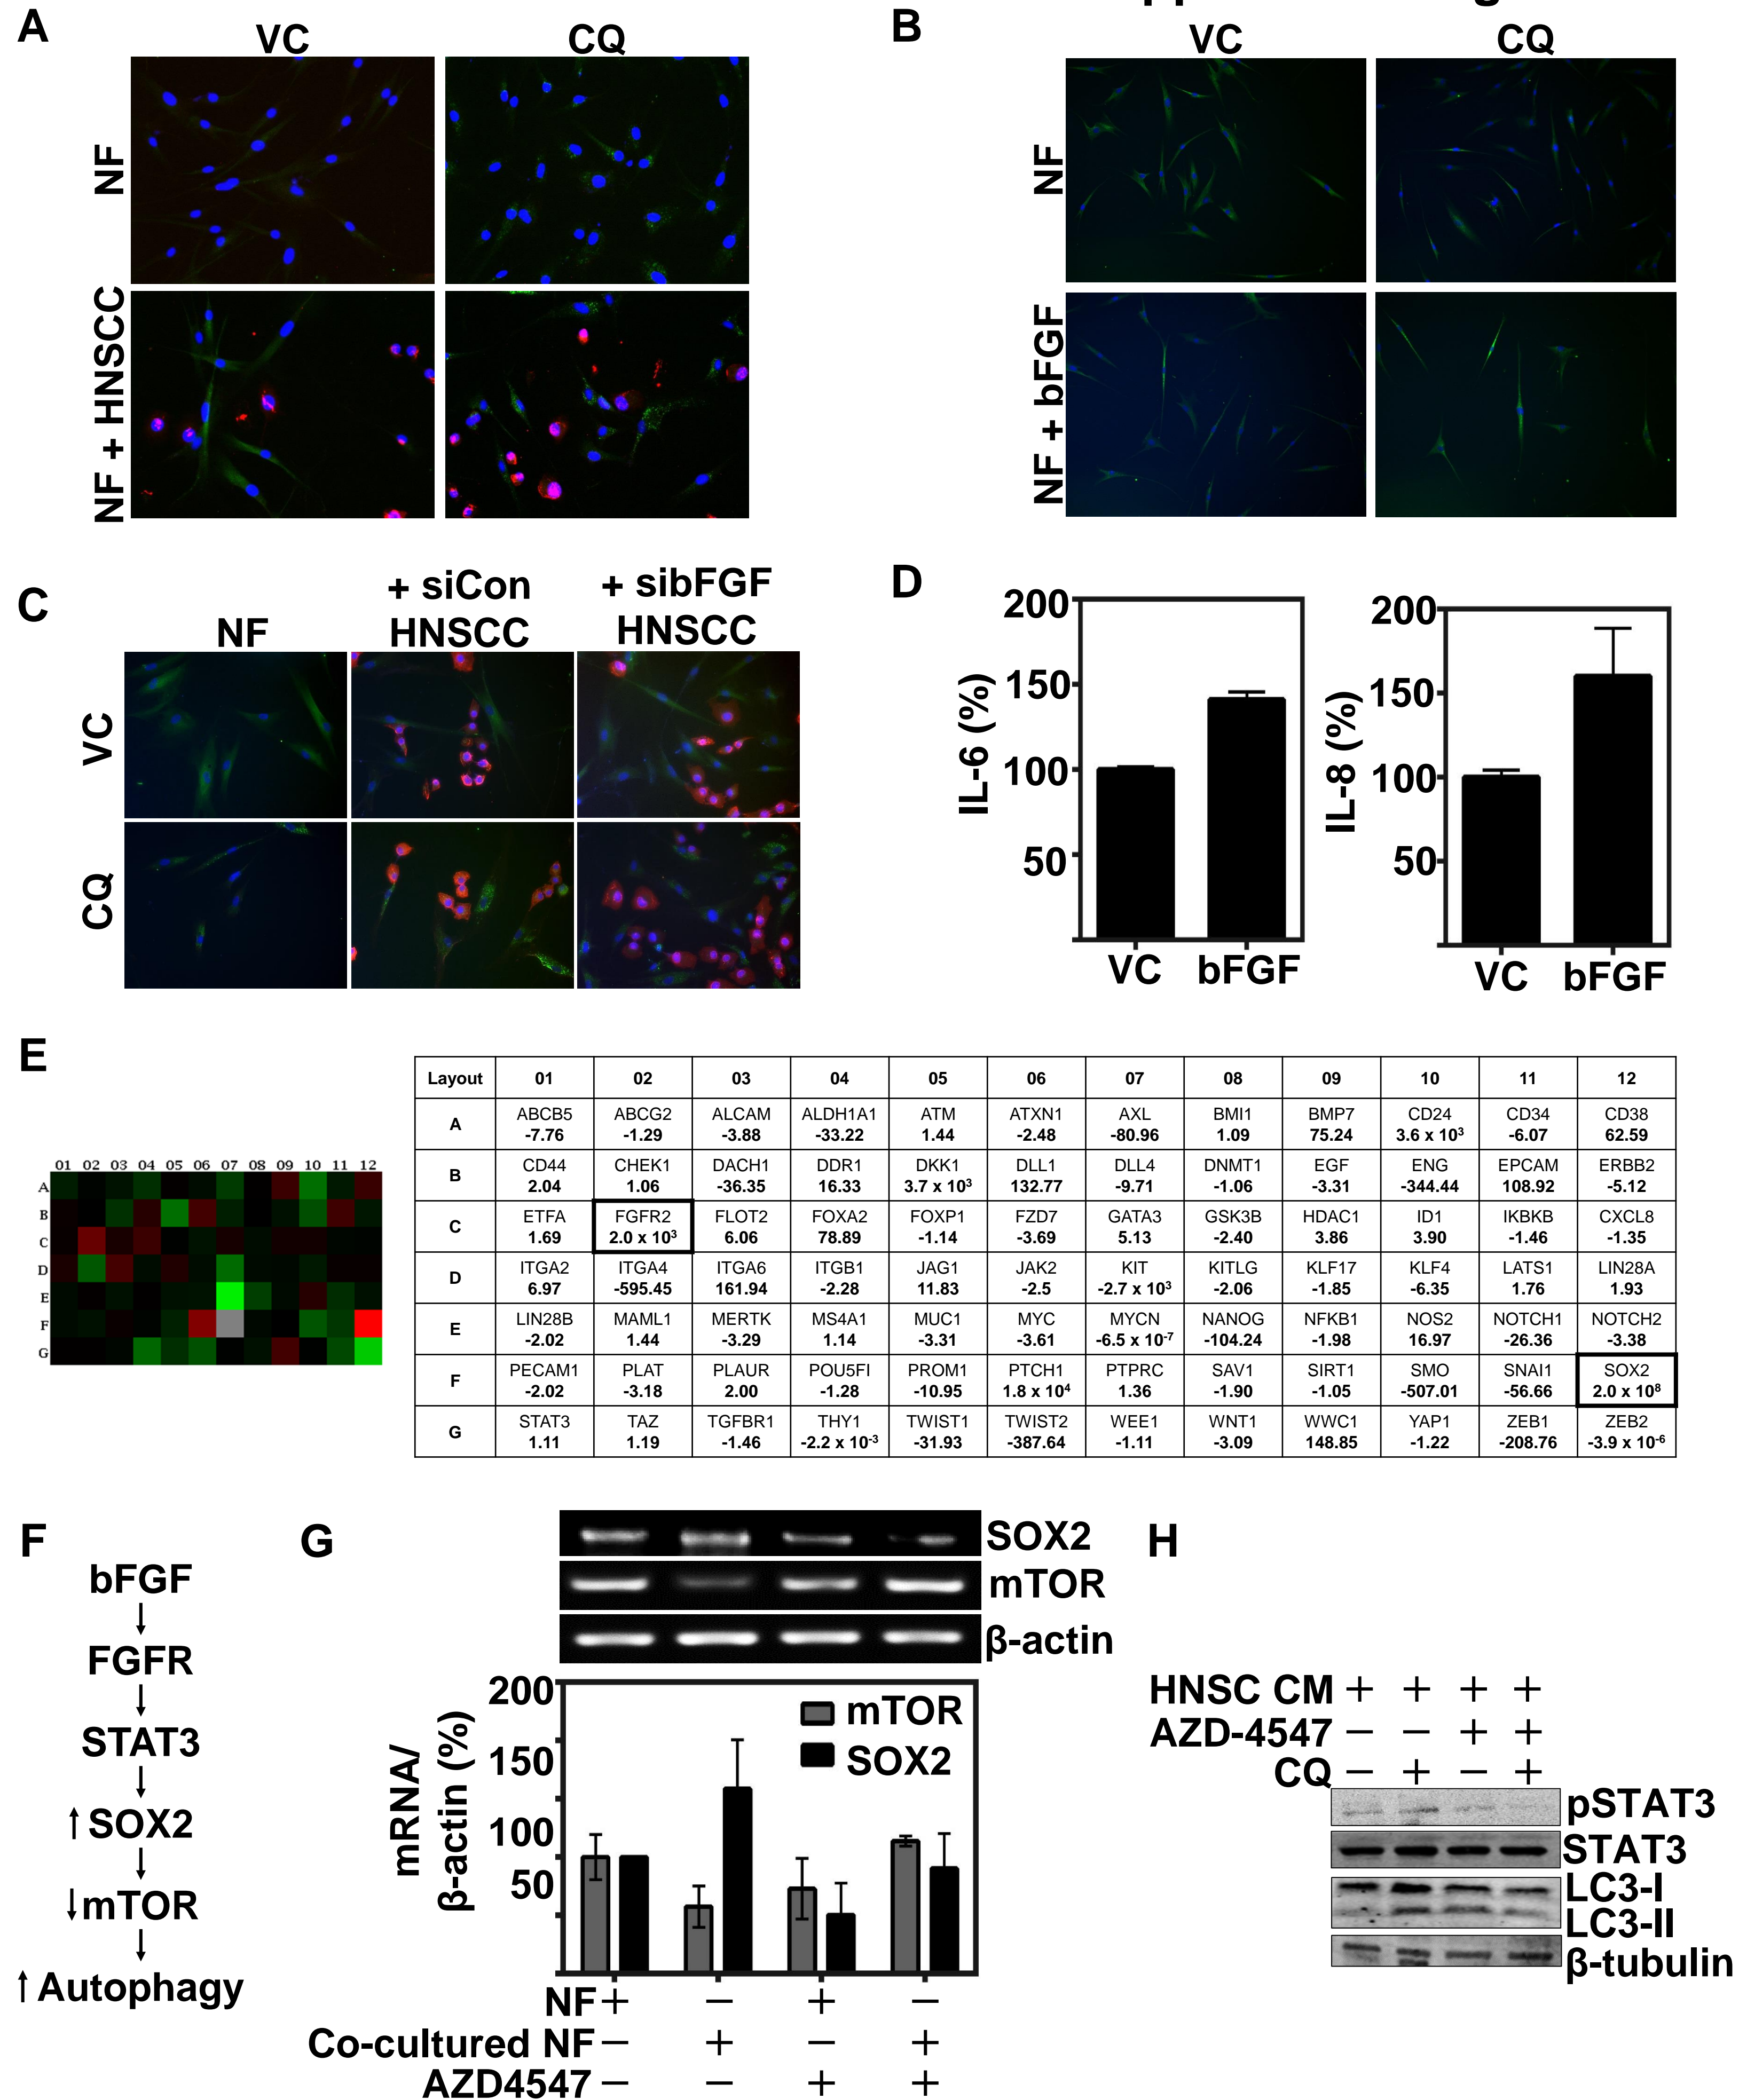 A
VC CQ
NF
NF + HNSCC
B
VC CQ
NF
NF + bFGF
C
NF
+ siCon
HNSCC
+ sibFGF
HNSCC
VC
CQ
D
IL-6 (%)
200
150
100
50
VC bFGF
IL-8 (%)
200
150
100
50
VC bFGF
E
01 02 03 04 05 06 07 08 09 10 11 12
A
B
C
D
E
F
G
Layout 01 02 03 04 05 06 07 08 09 10 11 12
A
ABCB5 ABCG2 ALCAM ALDH1A1 ATM ATXN1 AXL BMI1 BMP7 CD24 CD34 CD38
-7.76 -1.29 -3.88 -33.22 1.44 -2.48 -80.96 1.09 75.24 3.6 x 10³ -6.07 62.59
B
CD44 CHEK1 DACH1 DDR1 DKK1 DLL1 DLL4 DNMT1 EGF ENG EPCAM ERBB2
2.04 1.06 -36.35 16.33 3.7 x 10³ 132.77 -9.71 -1.06 -3.31 -344.44 108.92 -5.12
C
ETFA FGFR2 FLOT2 FOXA2 FOXP1 FZD7 GATA3 GSK3B HDAC1 ID1 IKBKB CXCL8
1.69 2.0 x 10³ 6.06 78.89 -1.14 -3.69 5.13 -2.40 3.86 3.90 -1.46 -1.35
D
ITGA2 ITGA4 ITGA6 ITGB1 JAG1 JAK2 KIT KITLG KLF17 KLF4 LATS1 LIN28A
6.97 -595.45 161.94 -2.28 11.83 -2.5 -2.7 x 10³ -2.06 -1.85 -6.35 1.76 1.93
E
LIN28B MAML1 MERTK MS4A1 MUC1 MYC MYCN NANOG NFKB1 NOS2 NOTCH1 NOTCH2
-2.02 1.44 -3.29 1.14 -3.31 -3.61 -6.5 x 10⁻⁷ -104.24 -1.98 16.97 -26.36 -3.38
F
PECAM1 PLAT PLAUR POU5FI PROM1 PTCH1 PTPRC SAV1 SIRT1 SMO SNAI1 SOX2
-2.02 -3.18 2.00 -1.28 -10.95 1.8 x 10⁴ 1.36 -1.90 -1.05 -507.01 -56.66 2.0 x 10⁸
G
STAT3 TAZ TGFBR1 THY1 TWIST1 TWIST2 WEE1 WNT1 WWC1 YAP1 ZEB1 ZEB2
1.11 1.19 -1.46 -2.2 x 10⁻³ -31.93 -387.64 -1.11 -3.09 148.85 -1.22 -208.76 -3.9 x 10⁻⁶
F
bFGF
↓
FGFR
↓
STAT3
↓
↑ SOX2
↓
↓ mTOR
↓
↑ Autophagy
G
SOX2
mTOR
β-actin
mRNA/
β-actin (%)
200
150
100
50
mTOR
SOX2
NF + − + −
Co-cultured NF − + − +
AZD4547 − − + +
H
HNSC CM + + + +
AZD-4547 − − + +
CQ − + − +
pSTAT3
STAT3
LC3-I
LC3-II
β-tubulin